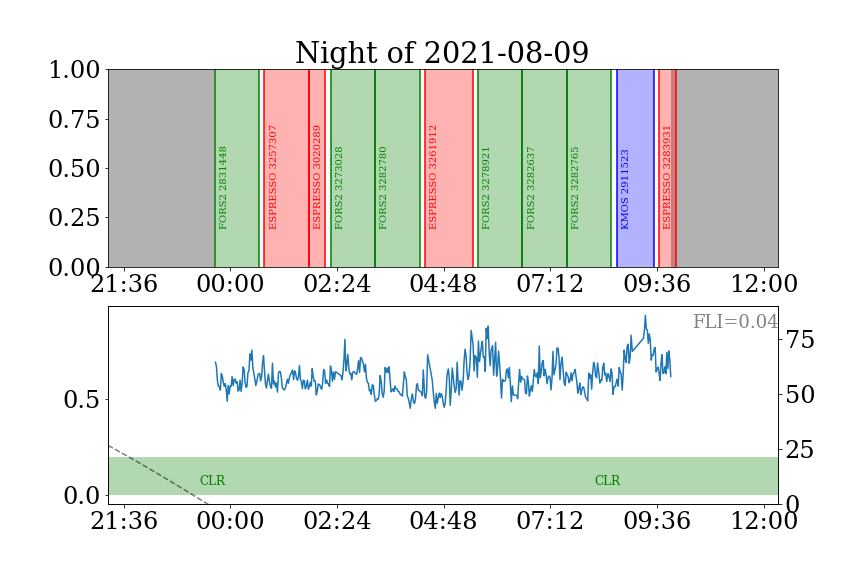 Night of 2021-08-09
1.00
0.75
0.50
0.25
0.00
FORS2 2831448
ESPRESSO 3257307
ESPRESSO 3020289
FORS2 3273028
FORS2 3282780
ESPRESSO 3261912
FORS2 3278921
FORS2 3282637
FORS2 3282765
KMOS 2911523
ESPRESSO 3283931
21:36 00:00 02:24 04:48 07:12 09:36 12:00
FLI=0.04
0.5
0.0
75
50
25
0
CLR CLR
21:36 00:00 02:24 04:48 07:12 09:36 12:00